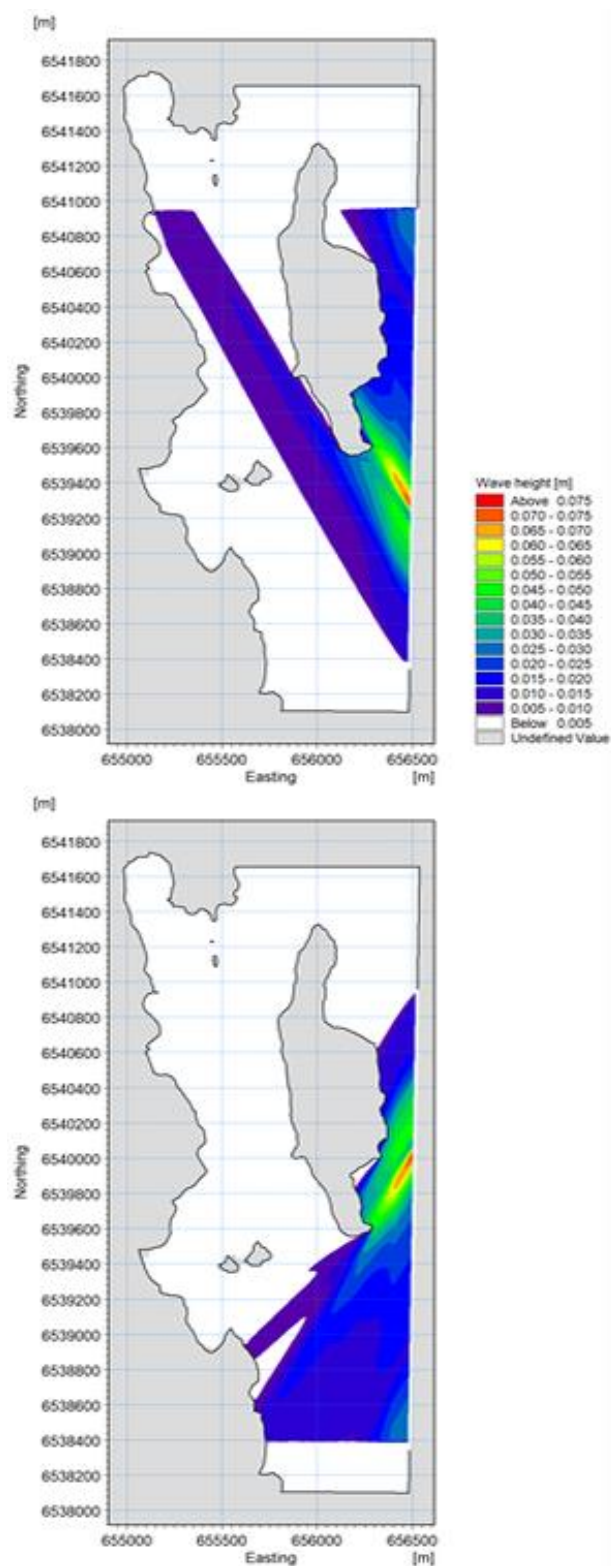 [m]
6541800
6541600
6541400
6541200
6541000
6540800
6540600
6540400
6540200
6540000
6539800
6539600
6539400
6539200
6539000
6538800
6538600
6538400
6538200
6538000
Northing
655000 655500 656000 656500
Easting [m]
Wave height [m]
Above 0.075
0.070 - 0.075
0.065 - 0.070
0.060 - 0.065
0.055 - 0.060
0.050 - 0.055
0.045 - 0.050
0.040 - 0.045
0.035 - 0.040
0.030 - 0.035
0.025 - 0.030
0.020 - 0.025
0.015 - 0.020
0.010 - 0.015
0.005 - 0.010
Below 0.005
Undefined Value
[m]
6541800
6541600
6541400
6541200
6541000
6540800
6540600
6540400
6540200
6540000
6539800
6539600
6539400
6539200
6539000
6538800
6538600
6538400
6538200
6538000
Northing
655000 655500 656000 656500
Easting [m]